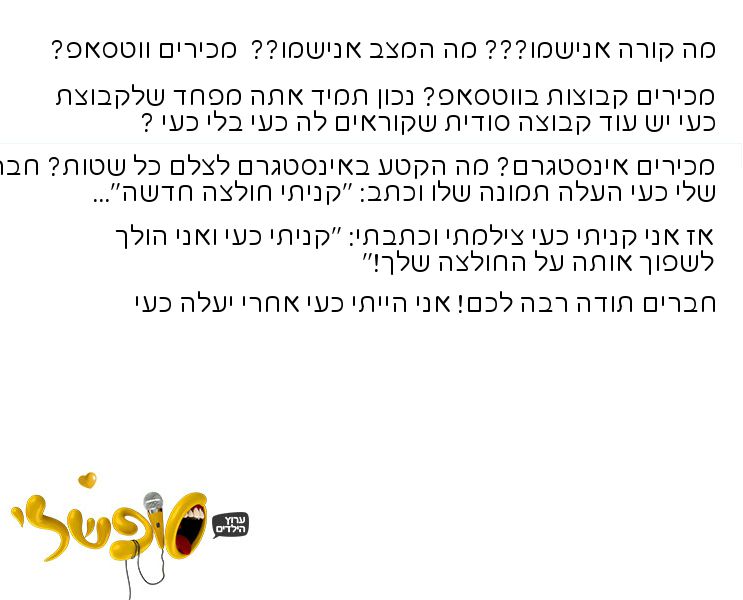 מה קורה אנישמו??? מה המצב אנישמו?? מכירים ווטסאפ?
מכירים קבוצות בווטסאפ? נכון תמיד אתה מפחד שלקבוצת
כעי יש עוד קבוצה סודית שקוראים לה כעי בלי כעי ?
מכירים אינסטגרם? מה הקטע באינסטגרם לצלם כל שטות? חבר
שלי כעי העלה תמונה שלו וכתב: "קניתי חולצה חדשה"...
אז אני קניתי כעי צילמתי וכתבתי: "קניתי כעי ואני הולך
לשפוך אותה על החולצה שלך!"
חברים תודה רבה לכם! אני הייתי כעי אחרי יעלה כעי
סופשלי
ערוץ
הילדים